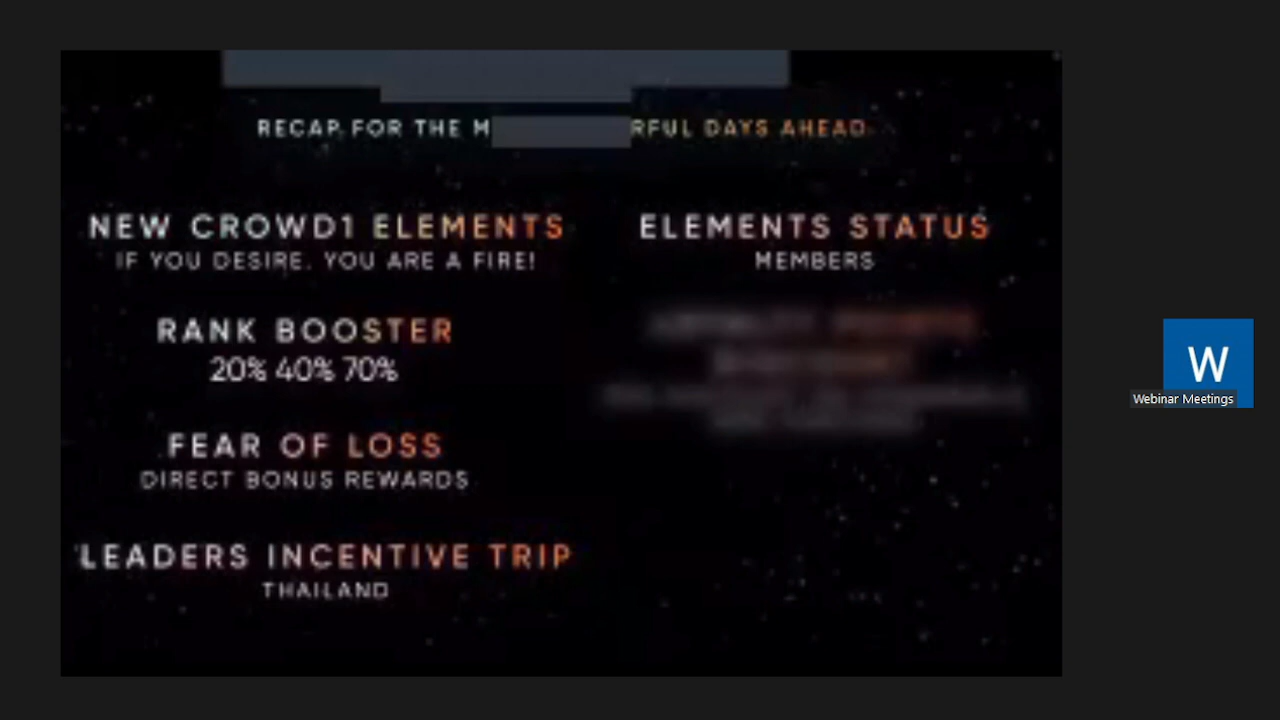 RECAP FOR THE M RFUL DAYS AHEAD
NEW CROWD1 ELEMENTS
IF YOU DESIRE. YOU ARE A FIRE!
RANK BOOSTER
20% 40% 70%
FEAR OF LOSS
DIRECT BONUS REWARDS
LEADERS INCENTIVE TRIP
THAILAND
ELEMENTS STATUS
MEMBERS
W
Webinar Meetings